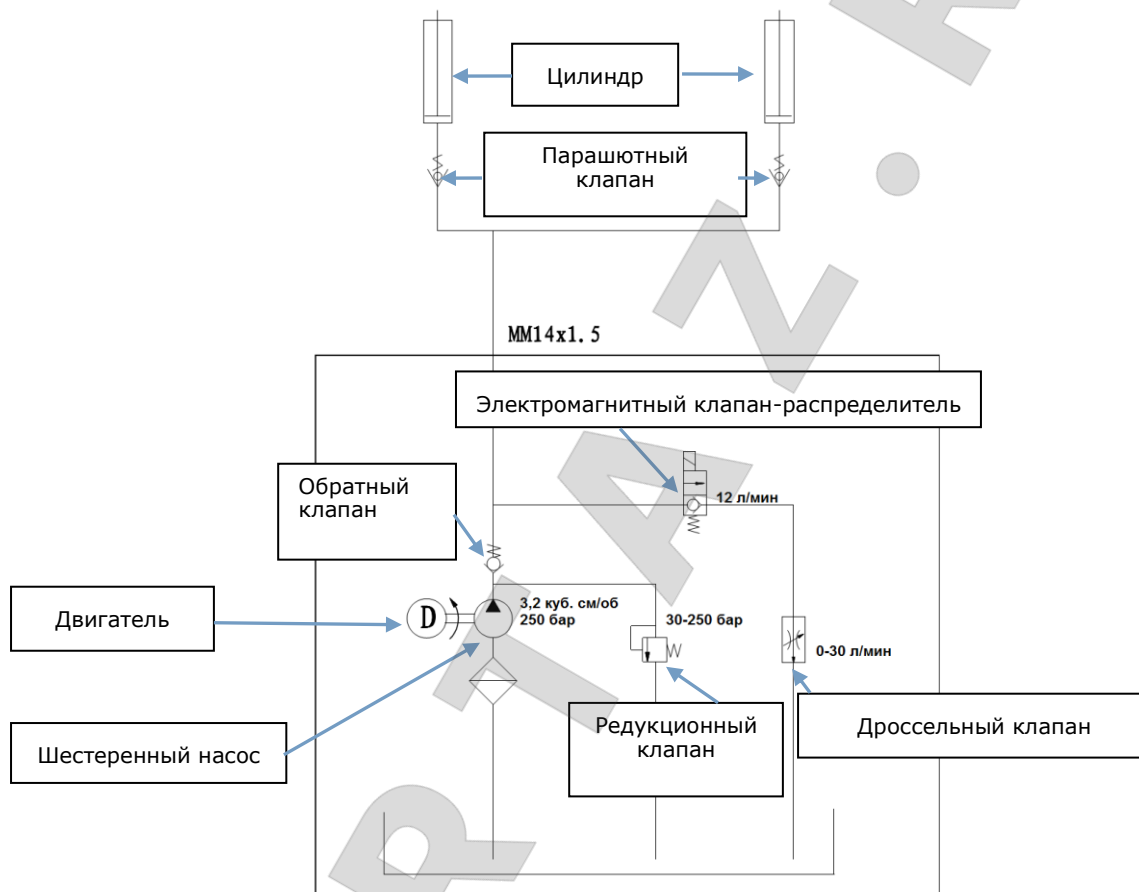 Цилиндр
Парашютный
клапан
MM14x1.5
Электромагнитный клапан-распределитель
Обратный
клапан
12 л/мин
Двигатель
D
3,2 куб. см/об
250 бар
30-250 бар
0-30 л/мин
Шестеренный насос
Редукционный
клапан
Дроссельный клапан
RTAZ.R